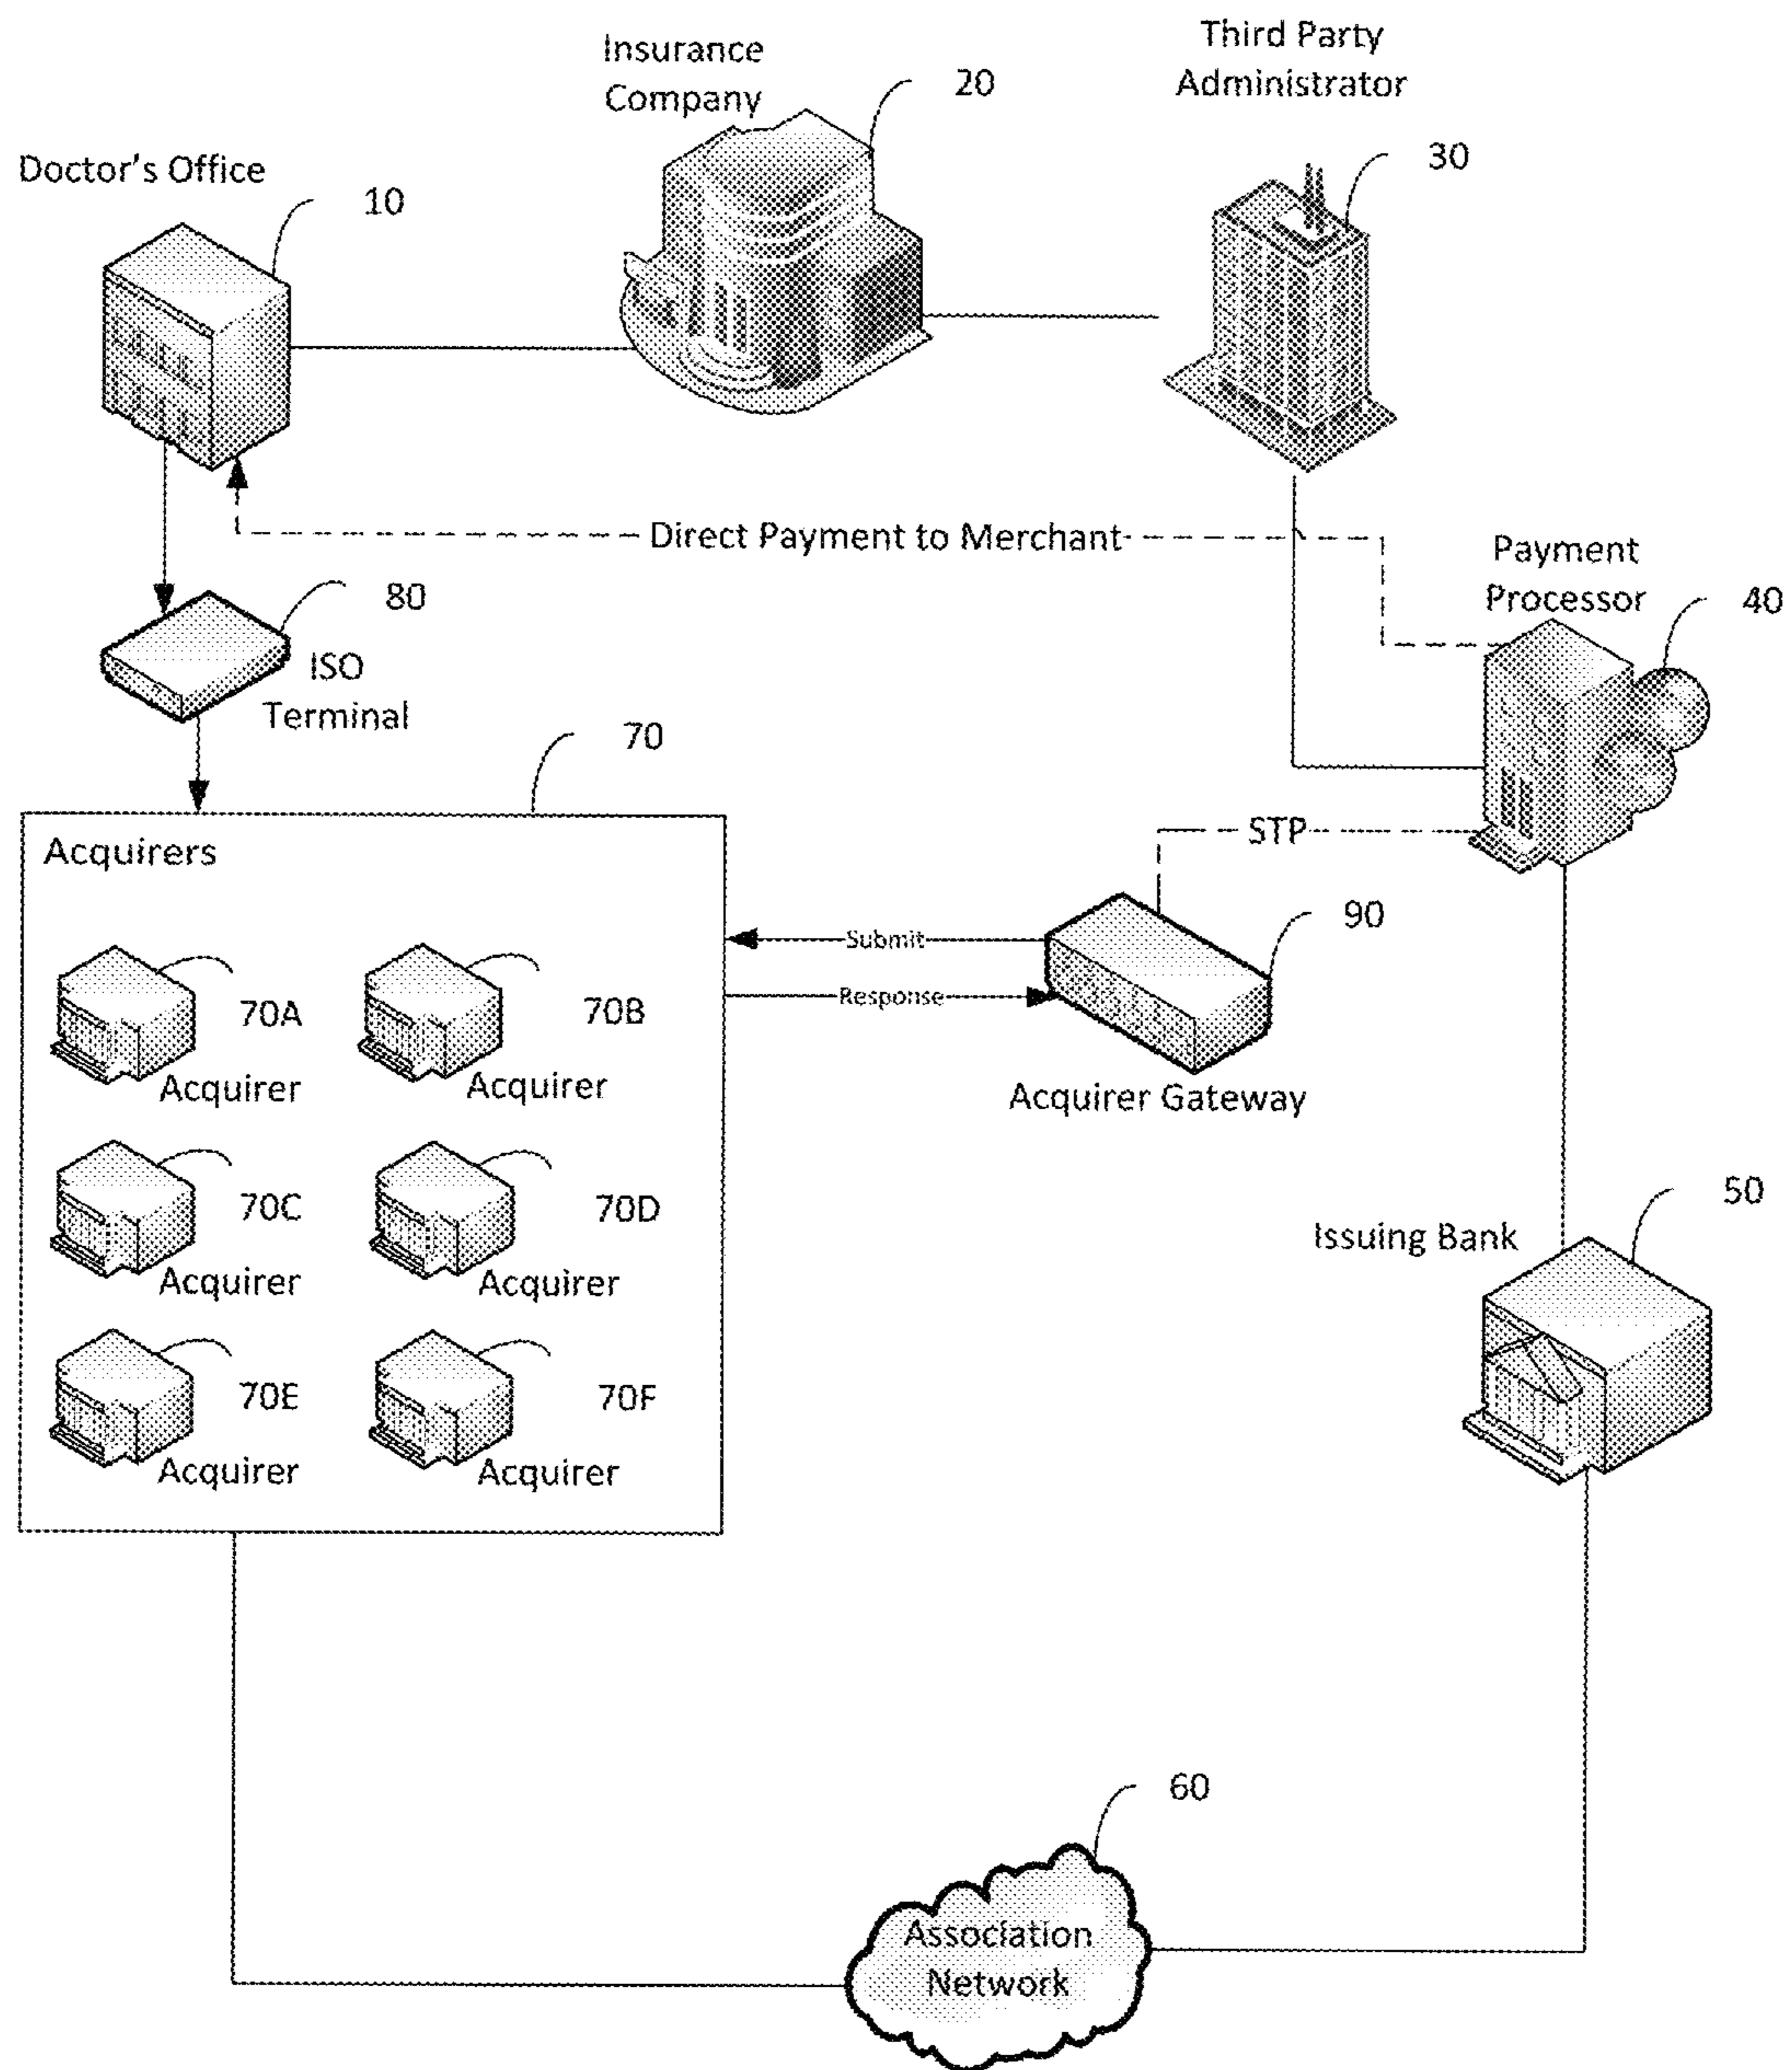 Insurance
Company
20
Third Party
Administrator
30
Doctor's Office
10
Direct Payment to Merchant
Payment
Processor
40
80
ISO
Terminal
70
Acquirers
STP
90
Submit
Response
Acquirer Gateway
70A
Acquirer
70B
Acquirer
70C
Acquirer
70D
Acquirer
70E
Acquirer
70F
Acquirer
50
Issuing Bank
60
Association
Network